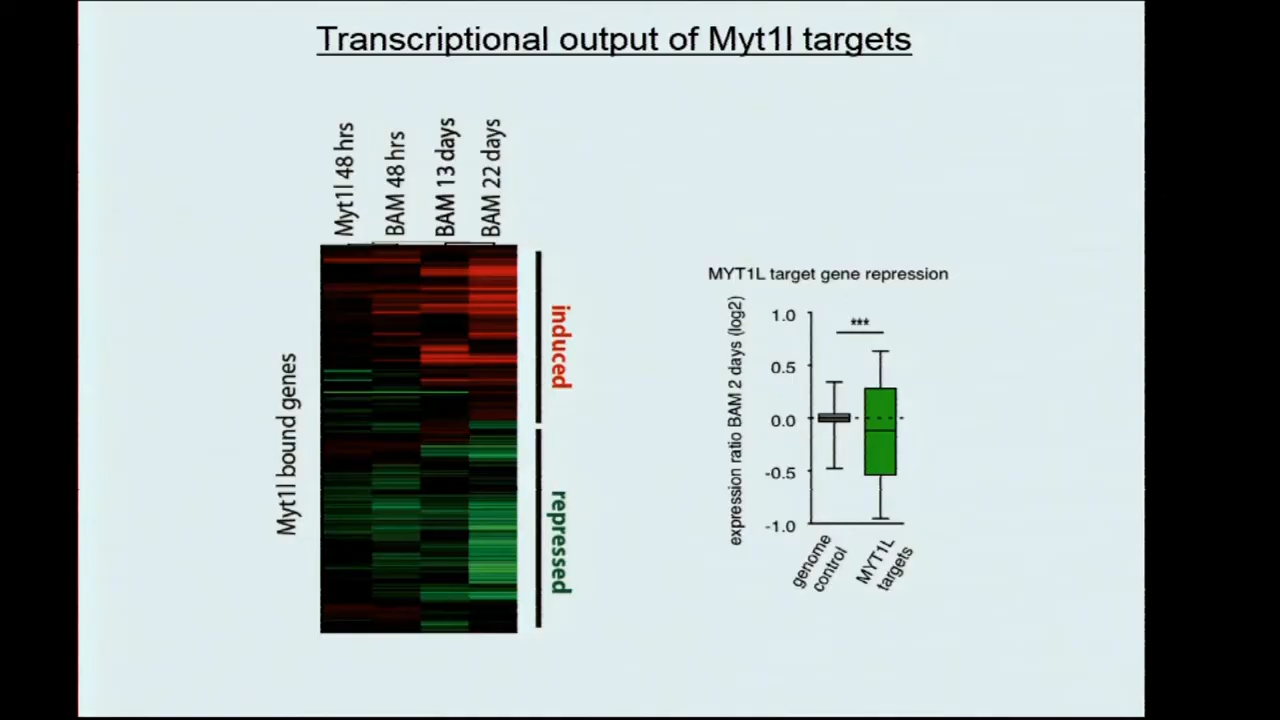 Transcriptional output of Myt1l targets
Myt1l 48 hrs
BAM 48 hrs
BAM 13 days
BAM 22 days
Myt1l bound genes
induced
repressed
MYT1L target gene repression
expression ratio BAM 2 days (log2)
1.0
0.5
0.0
-0.5
-1.0
***
genome
control
MYT1L
targets